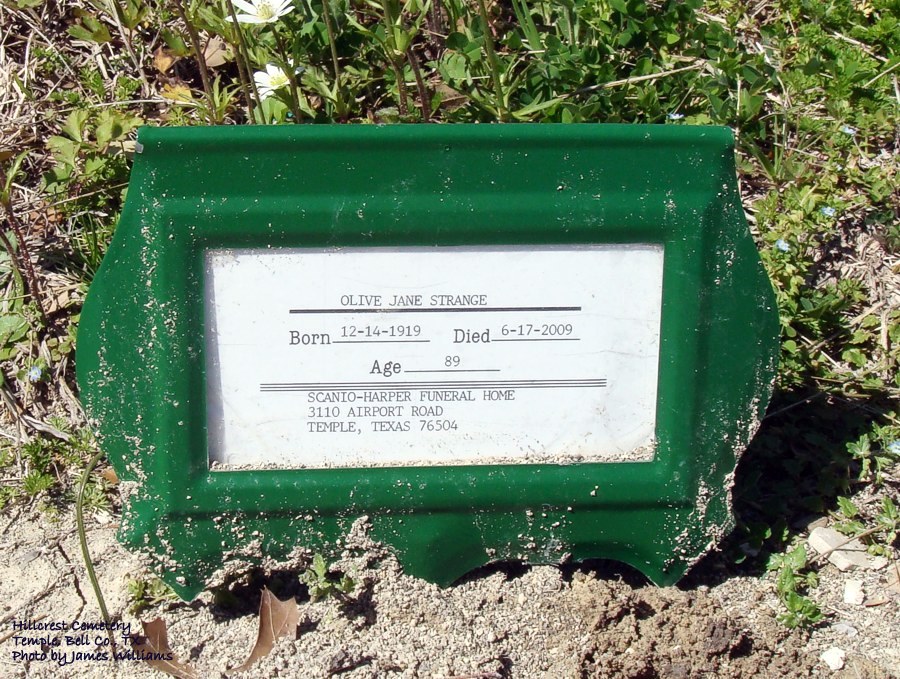 OLIVE JANE STRANGE
Born 12-14-1919 Died 6-17-2009
Age 89
SCANIO-HARPER FUNERAL HOME
3110 AIRPORT ROAD
TEMPLE, TEXAS 76504
Hillcrest Cemetery
Temple, Bell Co., TX
Photo by James Williams